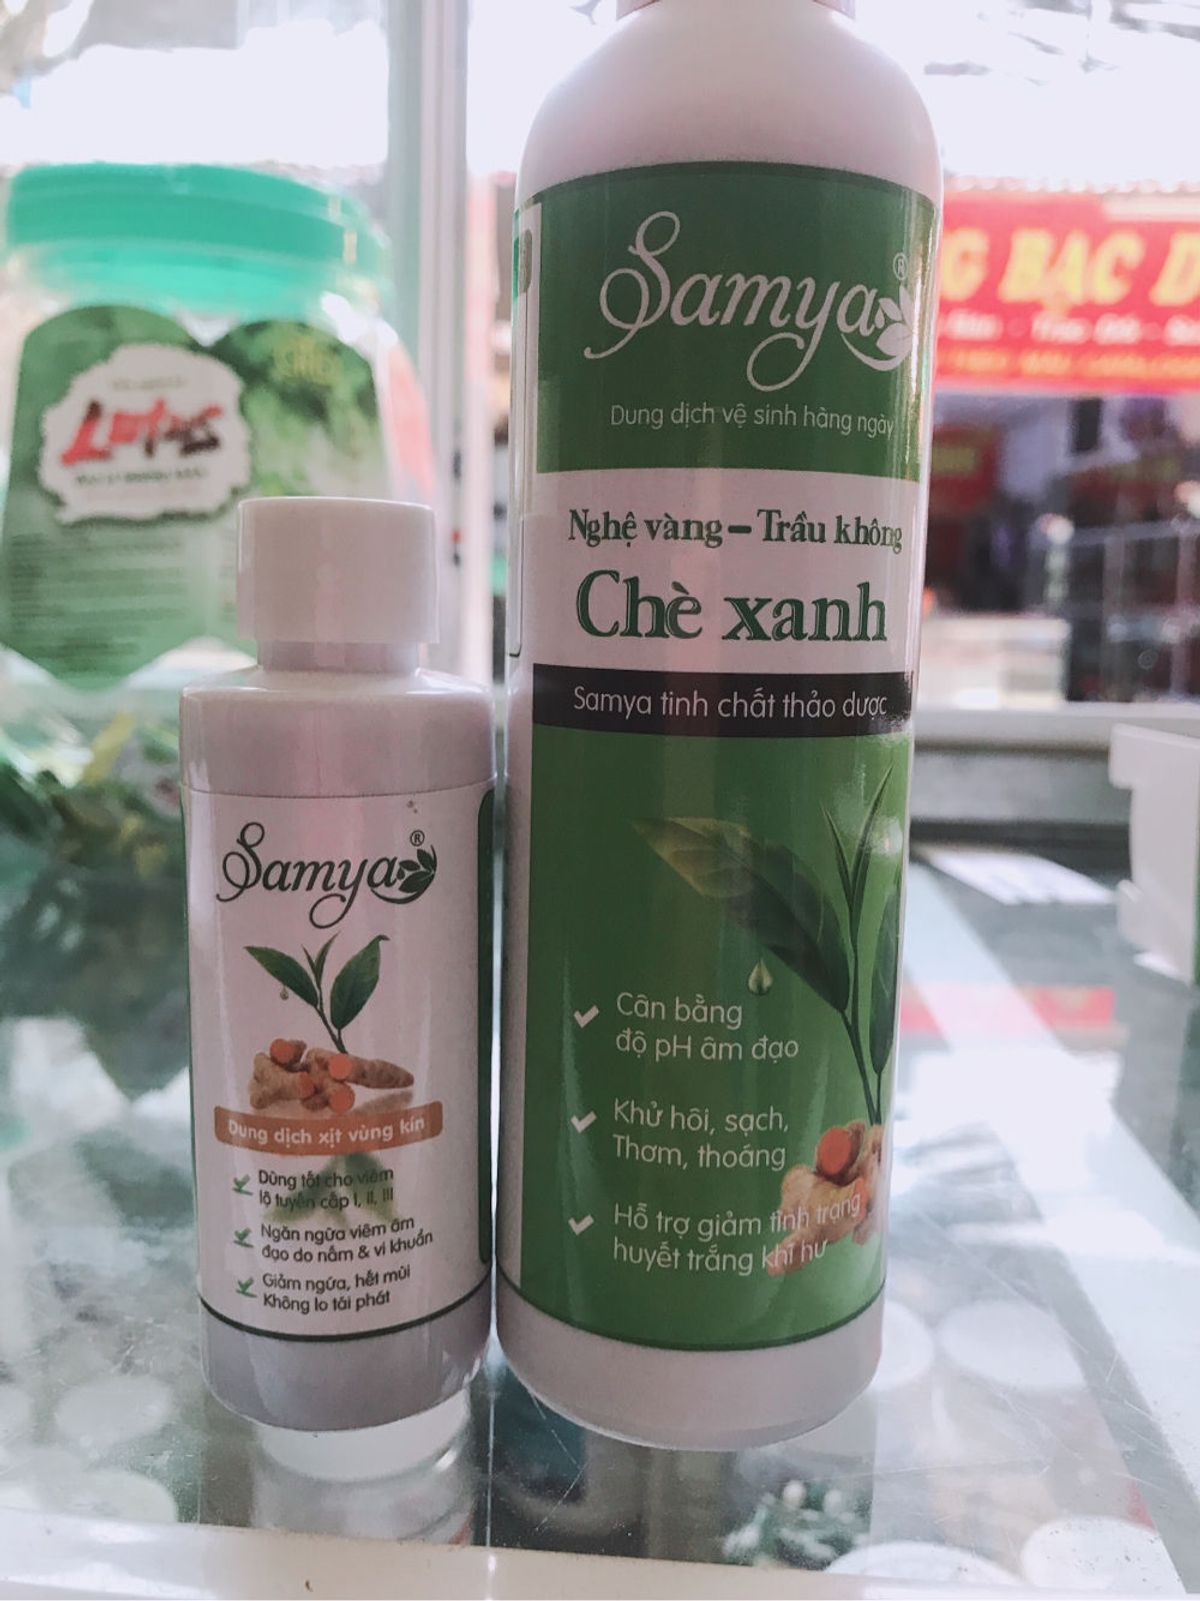 Samya®
Dung dịch vệ sinh hàng ngày
Nghệ vàng – Trầu không
Chè xanh
Samya tinh chất thảo dược
Cân bằng
độ pH âm đạo
Khử hôi, sạch,
Thơm, thoáng
Hỗ trợ giảm tình trạng
huyết trắng khí hư
Samya®
Dung dịch xịt vùng kín
Dùng tốt cho viêm
lộ tuyến cấp I, II, III
Ngăn ngừa viêm âm
đạo do nấm & vi khuẩn
Giảm ngứa, hết mùi
Không lo tái phát
Lotus
G BẠC D